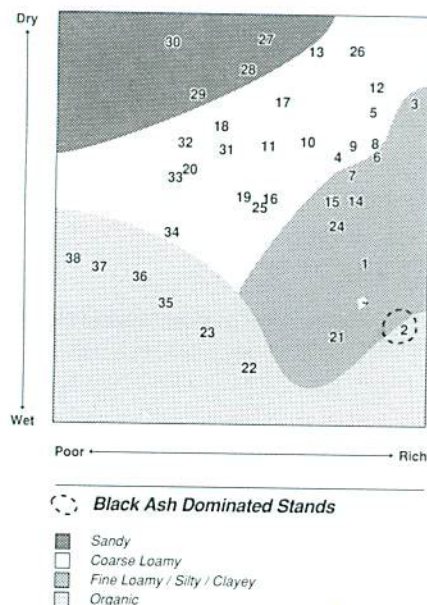 Dry
30 27
13 26
28
12
29 17 3
5
18
32 31 11 10 9 8
4 6
33 20 7
19 16 15 14
25
34 24
38 37 1
36
35
23 21 2
22
Wet
Poor Rich
Black Ash Dominated Stands
Sandy
Coarse Loamy
Fine Loamy / Silty / Clayey
Organic